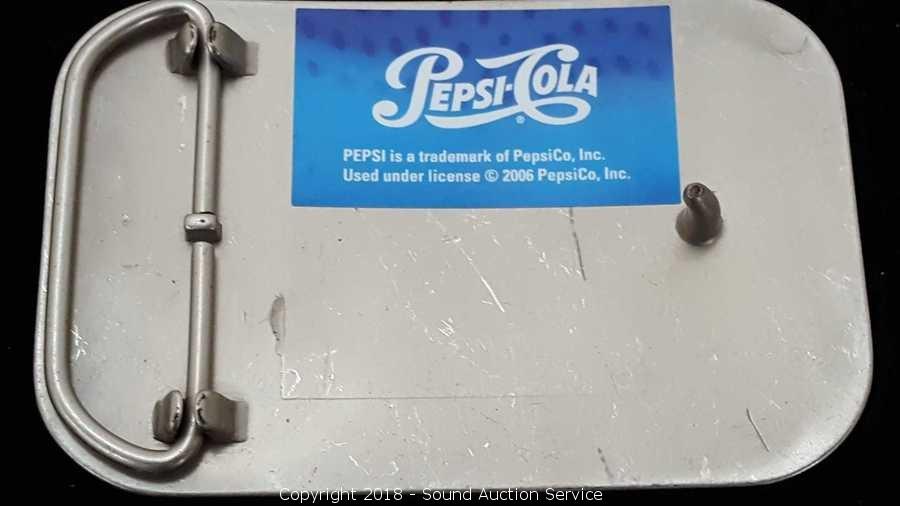 PEPSI-COLA®
PEPSI is a trademark of PepsiCo, Inc.
Used under license © 2006 PepsiCo, Inc.
Copyright 2018 - Sound Auction Service